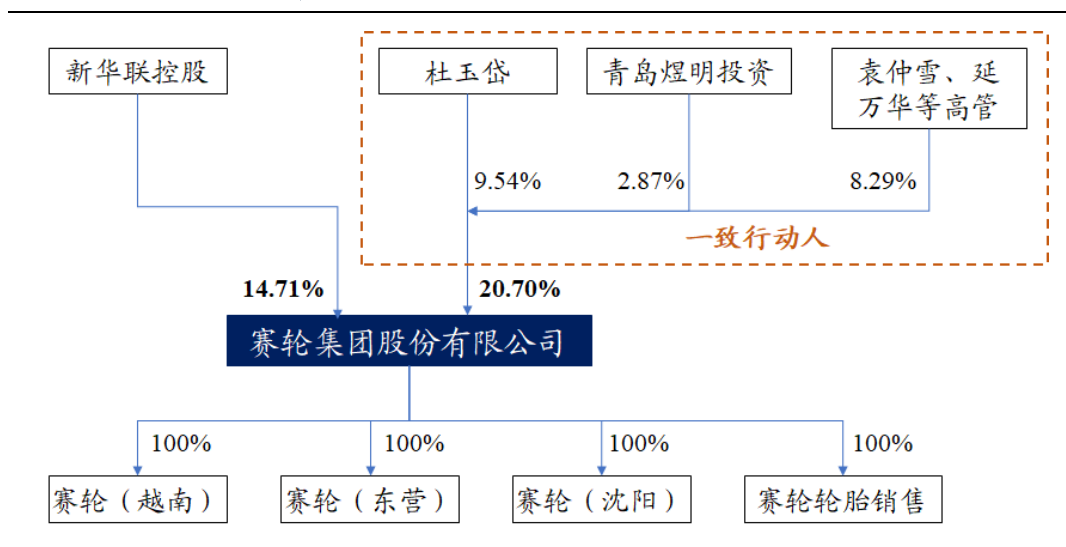 新华联控股
杜玉岱
青岛煜明投资
袁仲雪、延
万华等高管
9.54%
2.87%
8.29%
一致行动人
14.71%
20.70%
赛轮集团股份有限公司
100%
100%
100%
100%
赛轮（越南）
赛轮（东营）
赛轮（沈阳）
赛轮轮胎销售